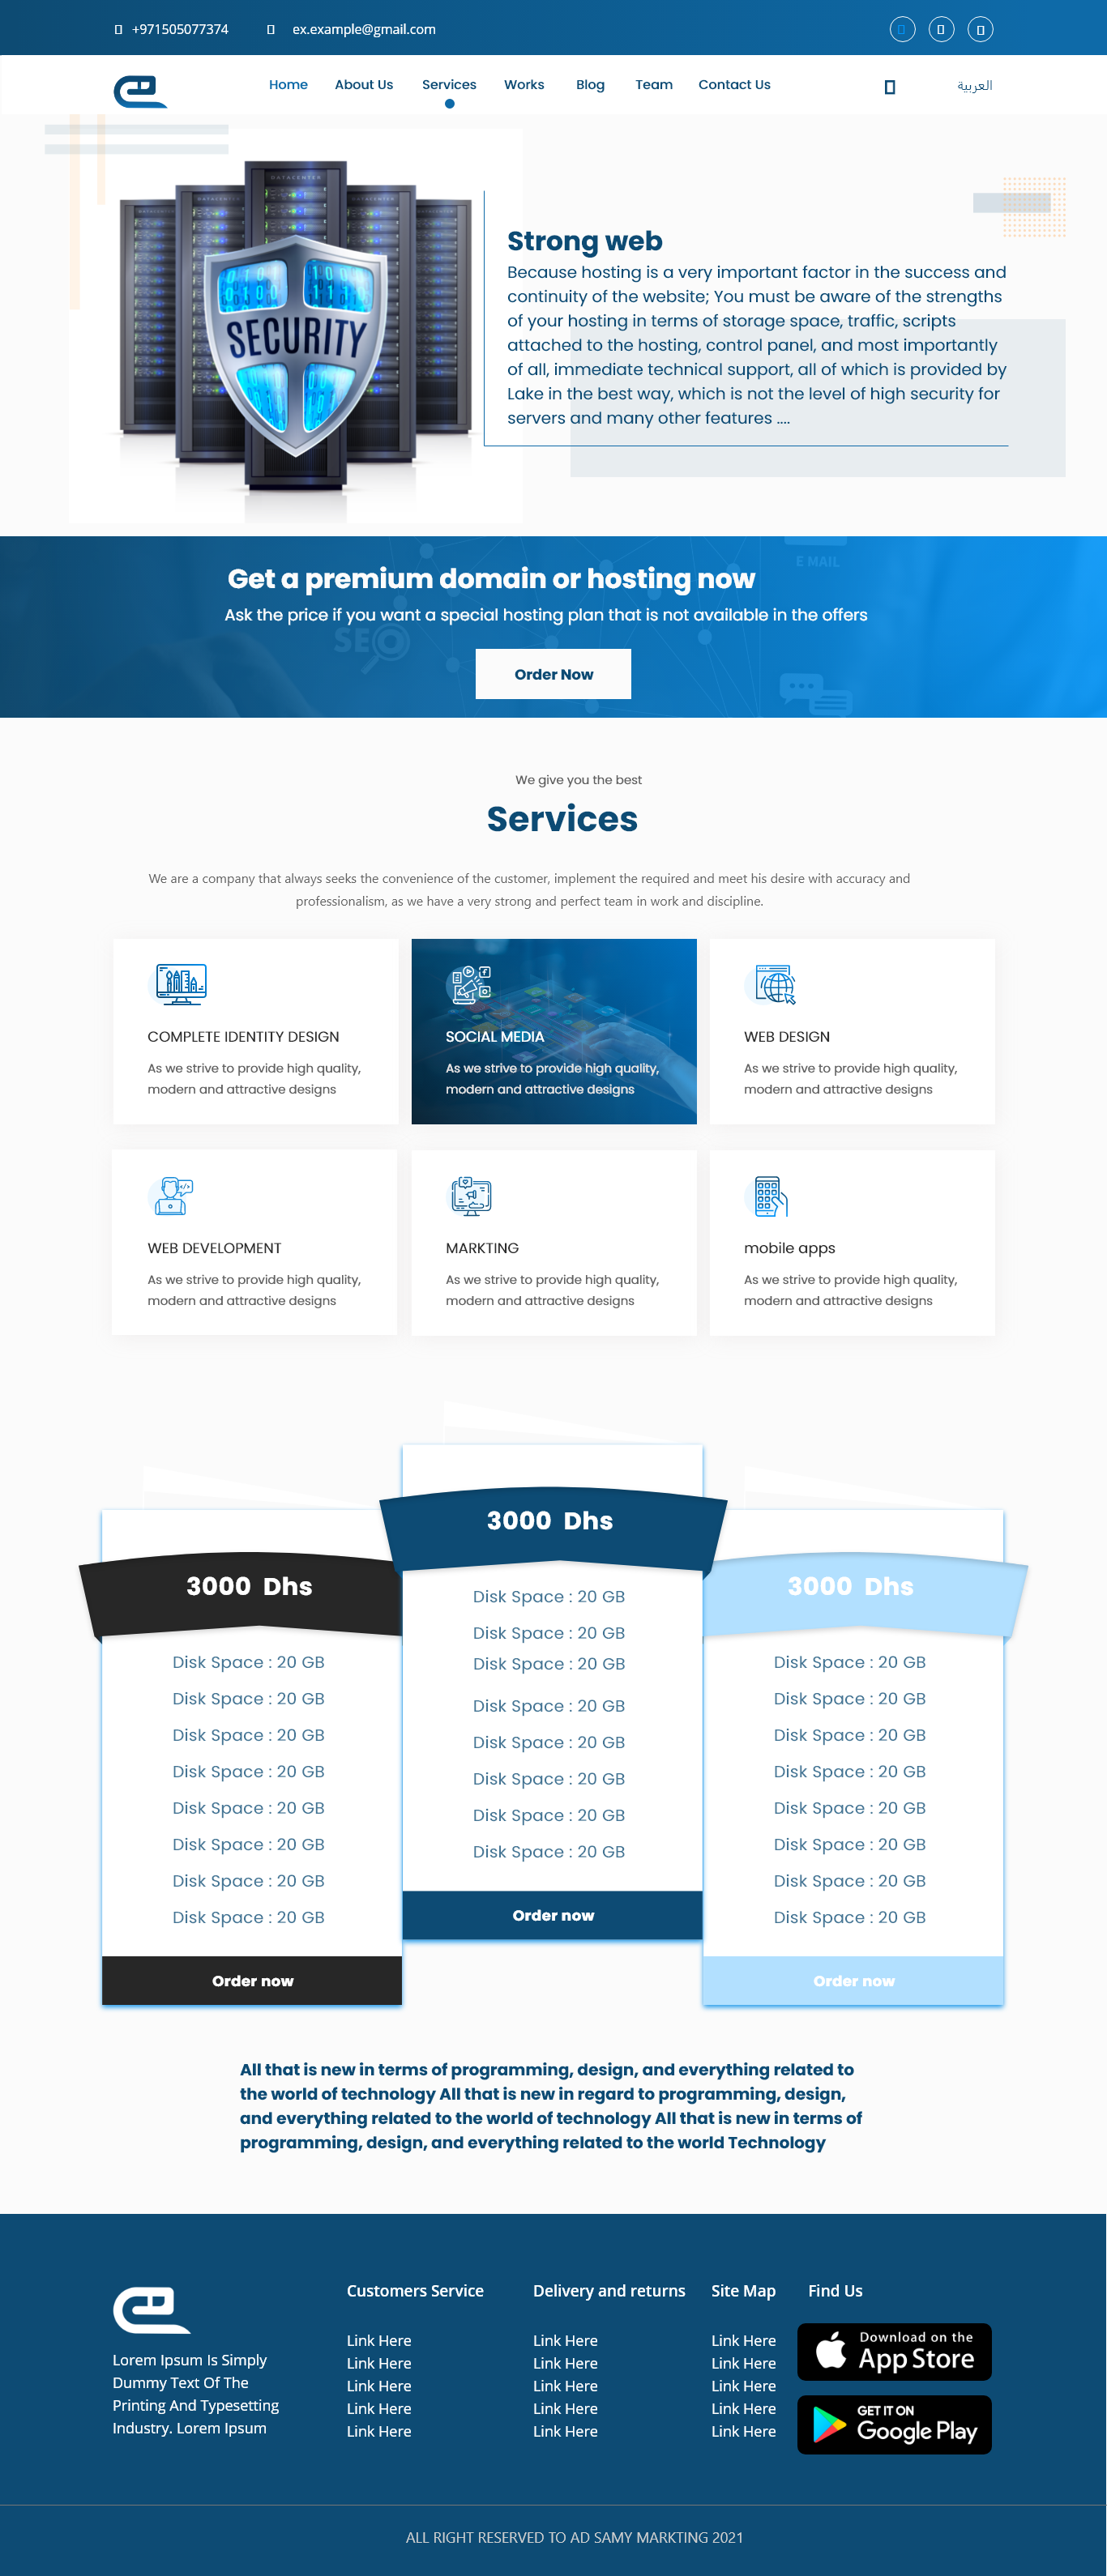 +971505077374
ex.example@gmail.com
Home
About Us
Services
Works
Blog
Team
Contact Us
العربية
DATACENTER
DATACENTER
DATACENTER
DATACENTER
DATACENTER
SECURITY
Strong web
Because hosting is a very important factor in the success and
continuity of the website; You must be aware of the strengths
of your hosting in terms of storage space, traffic, scripts
attached to the hosting, control panel, and most importantly
of all, immediate technical support, all of which is provided by
Lake in the best way, which is not the level of high security for
servers and many other features ....
E MAIL
Get a premium domain or hosting now
Ask the price if you want a special hosting plan that is not available in the offers
SEO
Order Now
We give you the best
Services
We are a company that always seeks the convenience of the customer, implement the required and meet his desire with accuracy and
professionalism, as we have a very strong and perfect team in work and discipline.
COMPLETE IDENTITY DESIGN
As we strive to provide high quality,
modern and attractive designs
SOCIAL MEDIA
As we strive to provide high quality,
modern and attractive designs
WEB DESIGN
As we strive to provide high quality,
modern and attractive designs
WEB DEVELOPMENT
As we strive to provide high quality,
modern and attractive designs
MARKTING
As we strive to provide high quality,
modern and attractive designs
mobile apps
As we strive to provide high quality,
modern and attractive designs
3000 Dhs
Disk Space : 20 GB
Disk Space : 20 GB
Disk Space : 20 GB
Disk Space : 20 GB
Disk Space : 20 GB
Disk Space : 20 GB
Disk Space : 20 GB
Disk Space : 20 GB
Order now
3000 Dhs
Disk Space : 20 GB
Disk Space : 20 GB
Disk Space : 20 GB
Disk Space : 20 GB
Disk Space : 20 GB
Disk Space : 20 GB
Disk Space : 20 GB
Disk Space : 20 GB
Order now
3000 Dhs
Disk Space : 20 GB
Disk Space : 20 GB
Disk Space : 20 GB
Disk Space : 20 GB
Disk Space : 20 GB
Disk Space : 20 GB
Disk Space : 20 GB
Disk Space : 20 GB
Order now
All that is new in terms of programming, design, and everything related to
the world of technology All that is new in regard to programming, design,
and everything related to the world of technology All that is new in terms of
programming, design, and everything related to the world Technology
Lorem Ipsum Is Simply
Dummy Text Of The
Printing And Typesetting
Industry. Lorem Ipsum
Customers Service
Link Here
Link Here
Link Here
Link Here
Link Here
Delivery and returns
Link Here
Link Here
Link Here
Link Here
Link Here
Site Map
Link Here
Link Here
Link Here
Link Here
Link Here
Find Us
Download on the
App Store
GET IT ON
Google Play
ALL RIGHT RESERVED TO AD SAMY MARKTING 2021